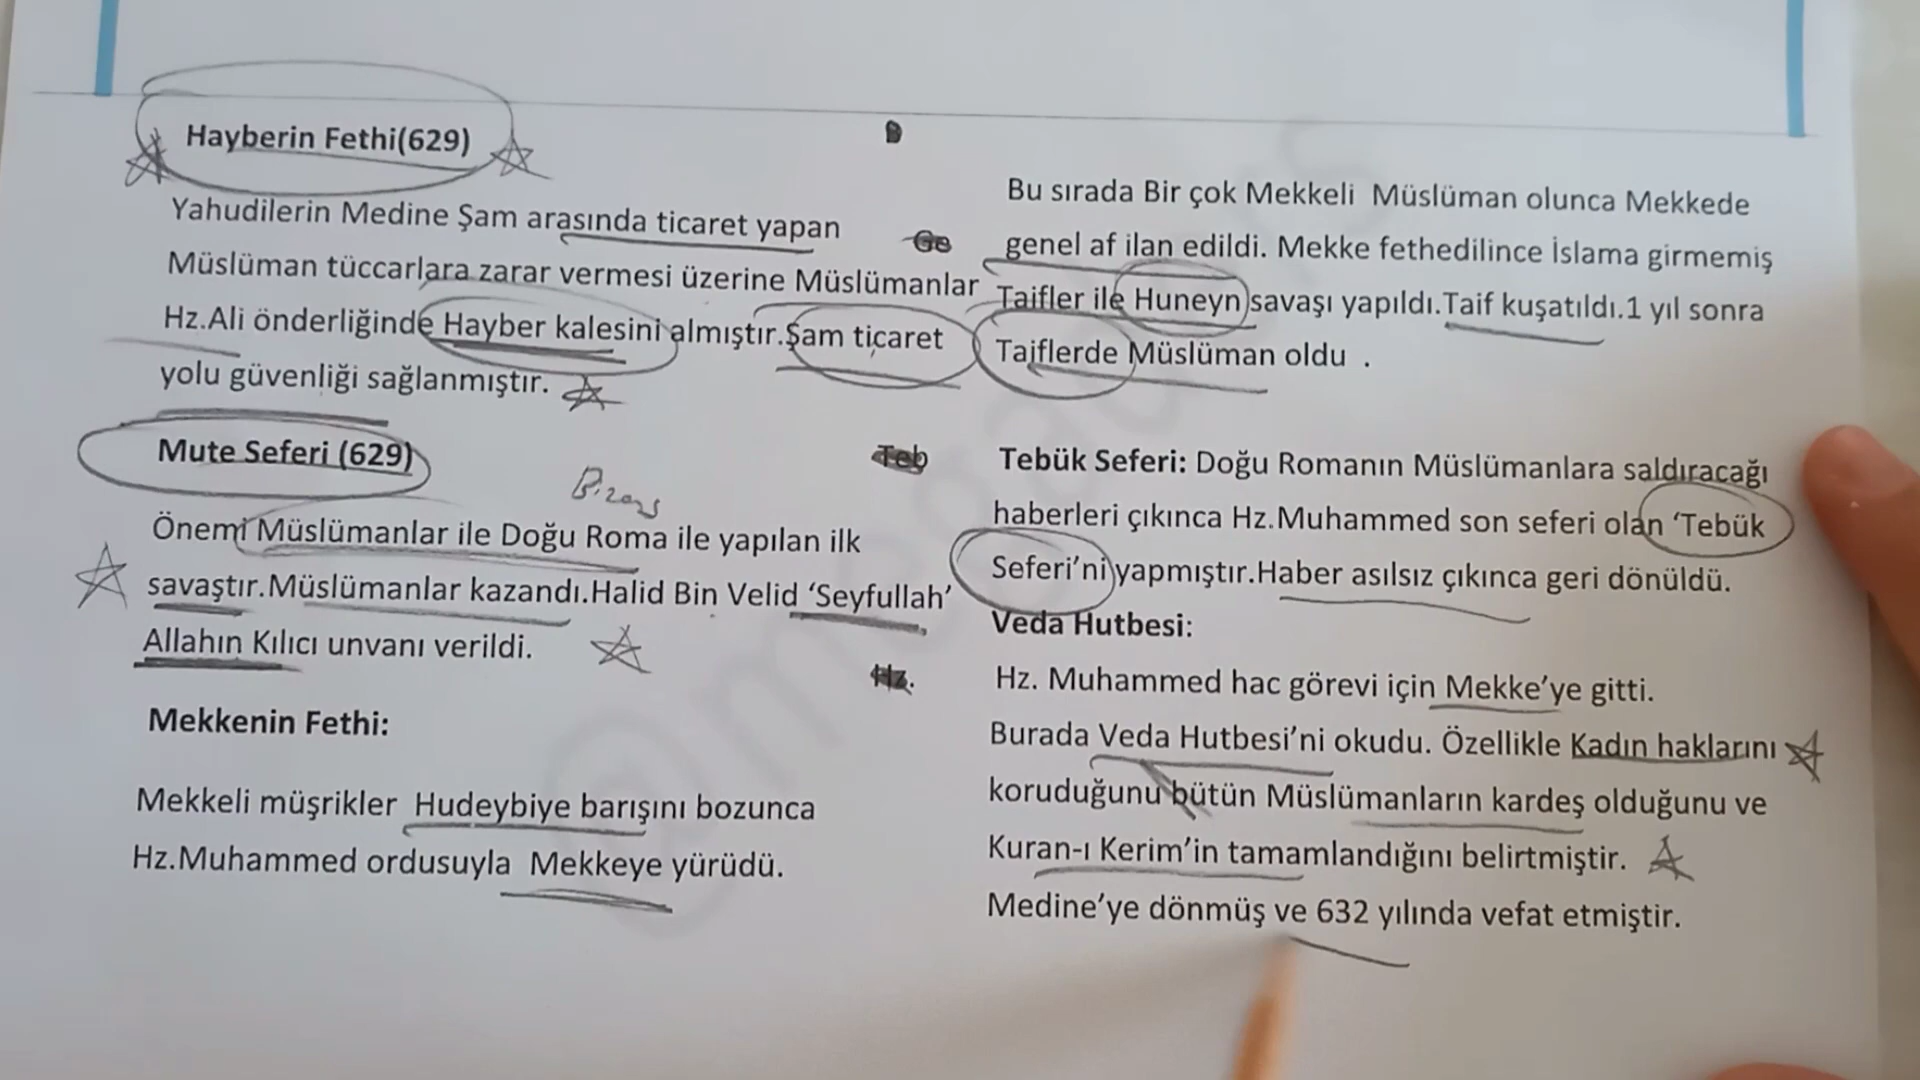 Hayberin Fethi(629)
Yahudilerin Medine Şam arasında ticaret yapan
Müslüman tüccarlara zarar vermesi üzerine Müslümanlar
Hz.Ali önderliğinde Hayber kalesini almıştır.Şam ticaret
yolu güvenliği sağlanmıştır.
Mute Seferi (629)
Bizans
Önemi Müslümanlar ile Doğu Roma ile yapılan ilk
savaştır.Müslümanlar kazandı.Halid Bin Velid ‘Seyfullah’
Allahın Kılıcı unvanı verildi.
Mekkenin Fethi:
Mekkeli müşrikler Hudeybiye barışını bozunca
Hz.Muhammed ordusuyla Mekkeye yürüdü.
Ge
Teb
Hz.
Bu sırada Bir çok Mekkeli Müslüman olunca Mekkede
genel af ilan edildi. Mekke fethedilince İslama girmemiş
Taifler ile Huneyn savaşı yapıldı.Taif kuşatıldı.1 yıl sonra
Taiflerde Müslüman oldu .
Tebük Seferi: Doğu Romanın Müslümanlara saldıracağı
haberleri çıkınca Hz.Muhammed son seferi olan ‘Tebük
Seferi’ni yapmıştır.Haber asılsız çıkınca geri dönüldü.
Veda Hutbesi:
Hz. Muhammed hac görevi için Mekke’ye gitti.
Burada Veda Hutbesi’ni okudu. Özellikle Kadın haklarını
koruduğunu bütün Müslümanların kardeş olduğunu ve
Kuran-ı Kerim’in tamamlandığını belirtmiştir.
Medine’ye dönmüş ve 632 yılında vefat etmiştir.